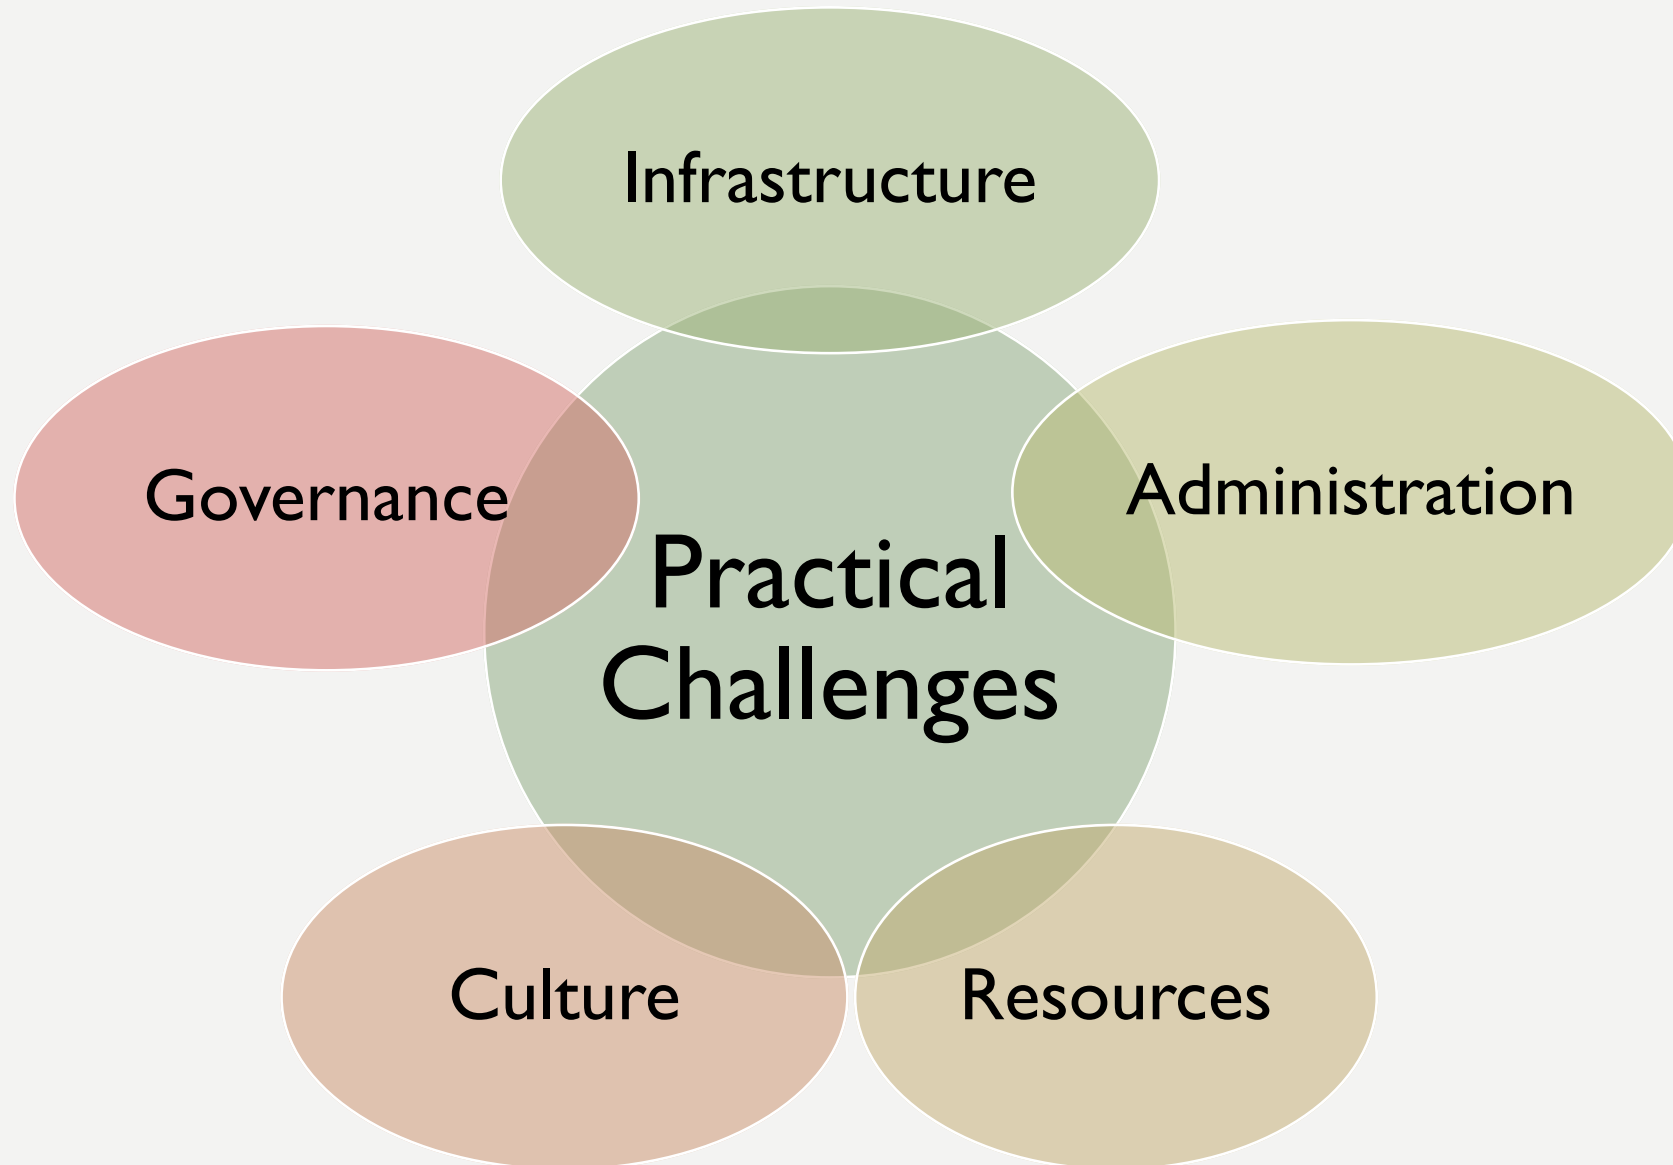 Infrastructure
Governance
Administration
Practical
Challenges
Culture
Resources